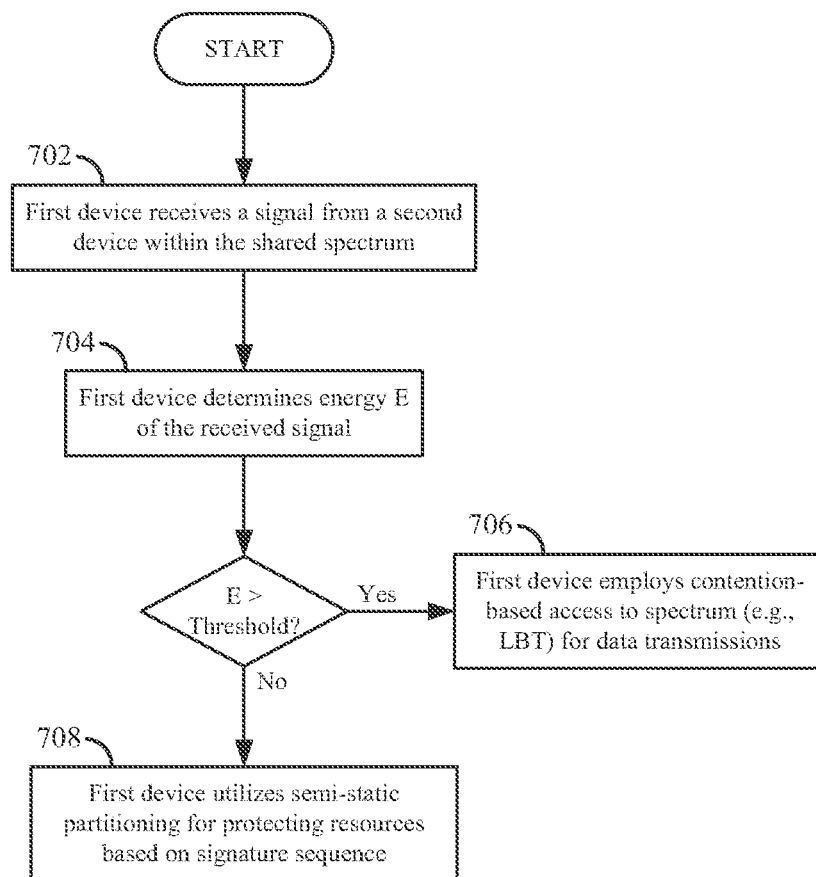 START
702
First device receives a signal from a second
device within the shared spectrum
704
First device determines energy E
of the received signal
E >
Threshold?
Yes
706
First device employs contention-
based access to spectrum (e.g.,
LBT) for data transmissions
No
708
First device utilizes semi-static
partitioning for protecting resources
based on signature sequence